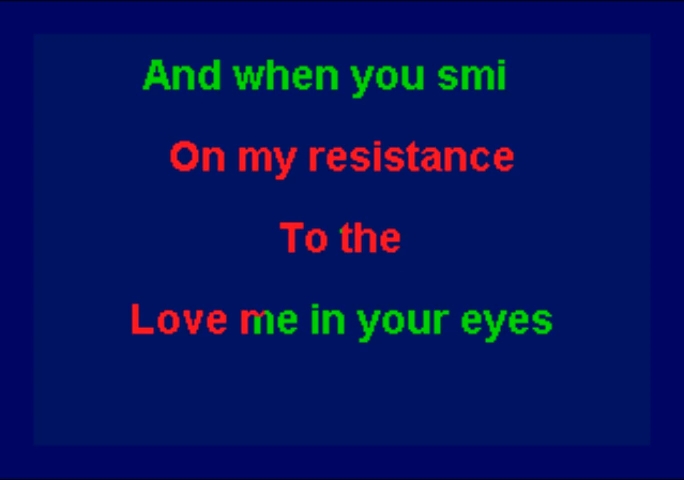 And when you smi
On my resistance
To the
Love me in your eyes